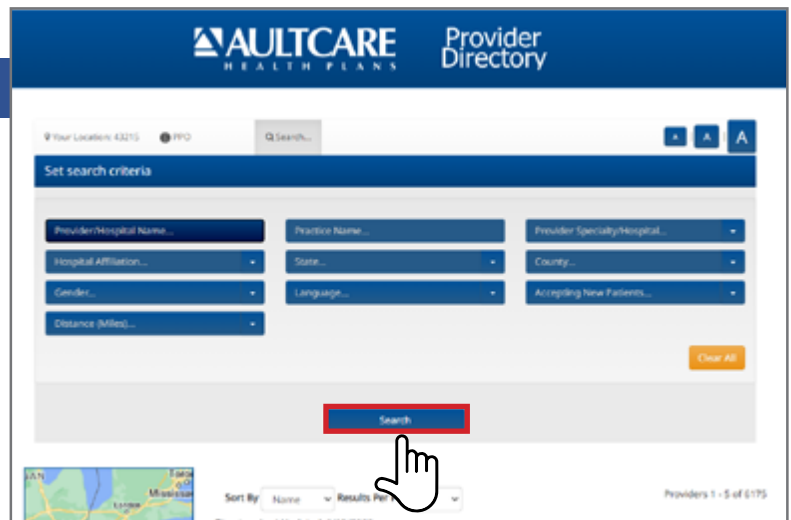 AULTCARE
HEALTH PLANS
Provider
Directory
Your Location: 43215 PPO Search... A A A
Set search criteria
Provider/Hospital Name... Practice Name... Provider Specialty/Hospital...
Hospital Affiliation... State... County...
Gender... Language... Accepting New Patients...
Distance (Miles)...
Clear All
Search
Sort By Name Results Per
Providers 1 - 5 of 6175